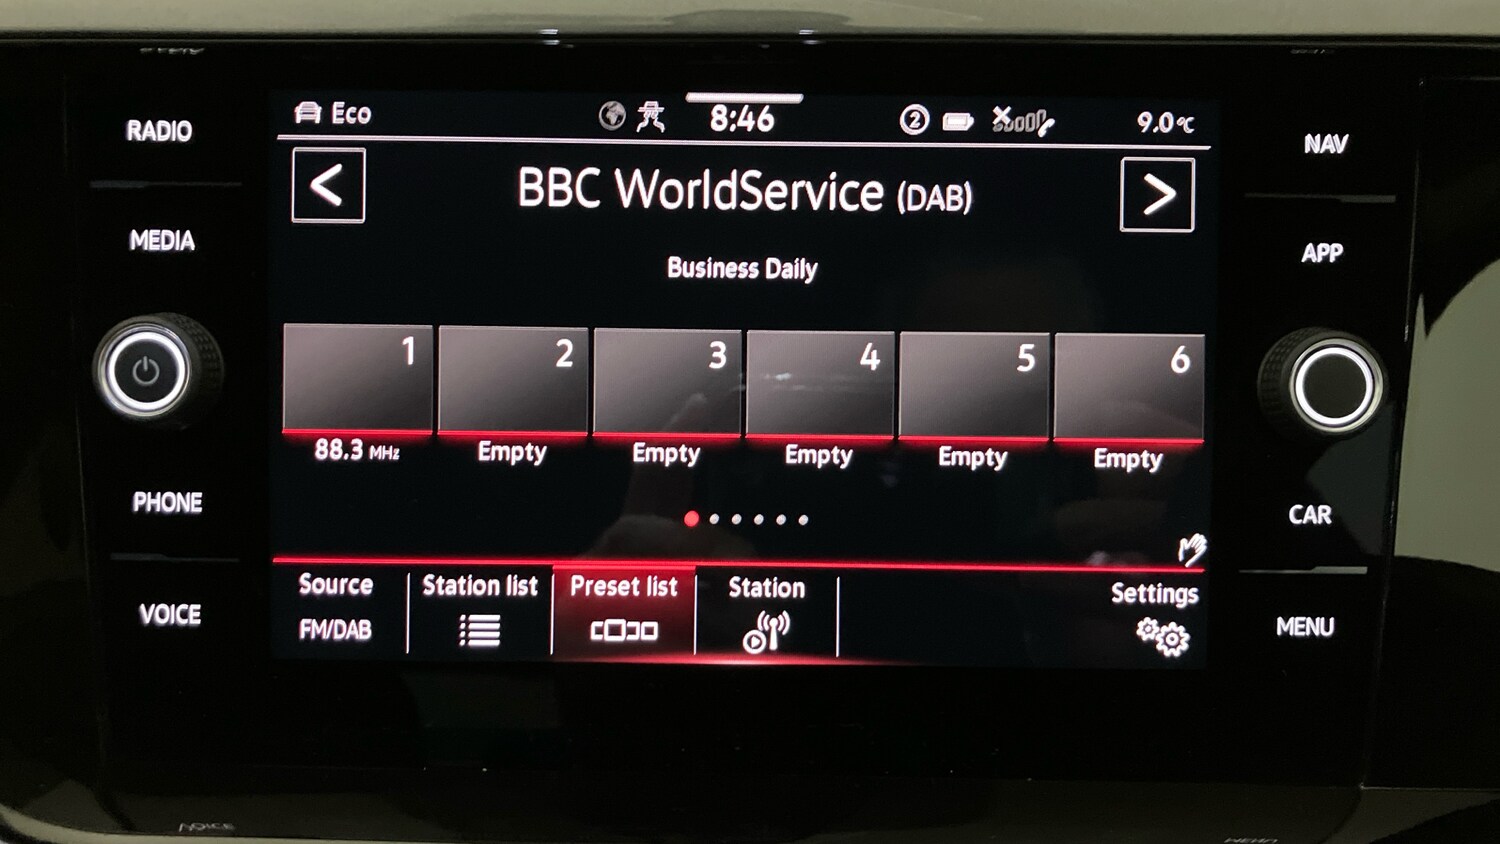 RADIO
MEDIA
PHONE
VOICE
Eco
8:46
2
9.0°C
< BBC WorldService (DAB) >
Business Daily
1 2 3 4 5 6
88.3 MHz Empty Empty Empty Empty Empty
Source Station list Preset list Station Settings
FM/DAB
NAV
APP
CAR
MENU